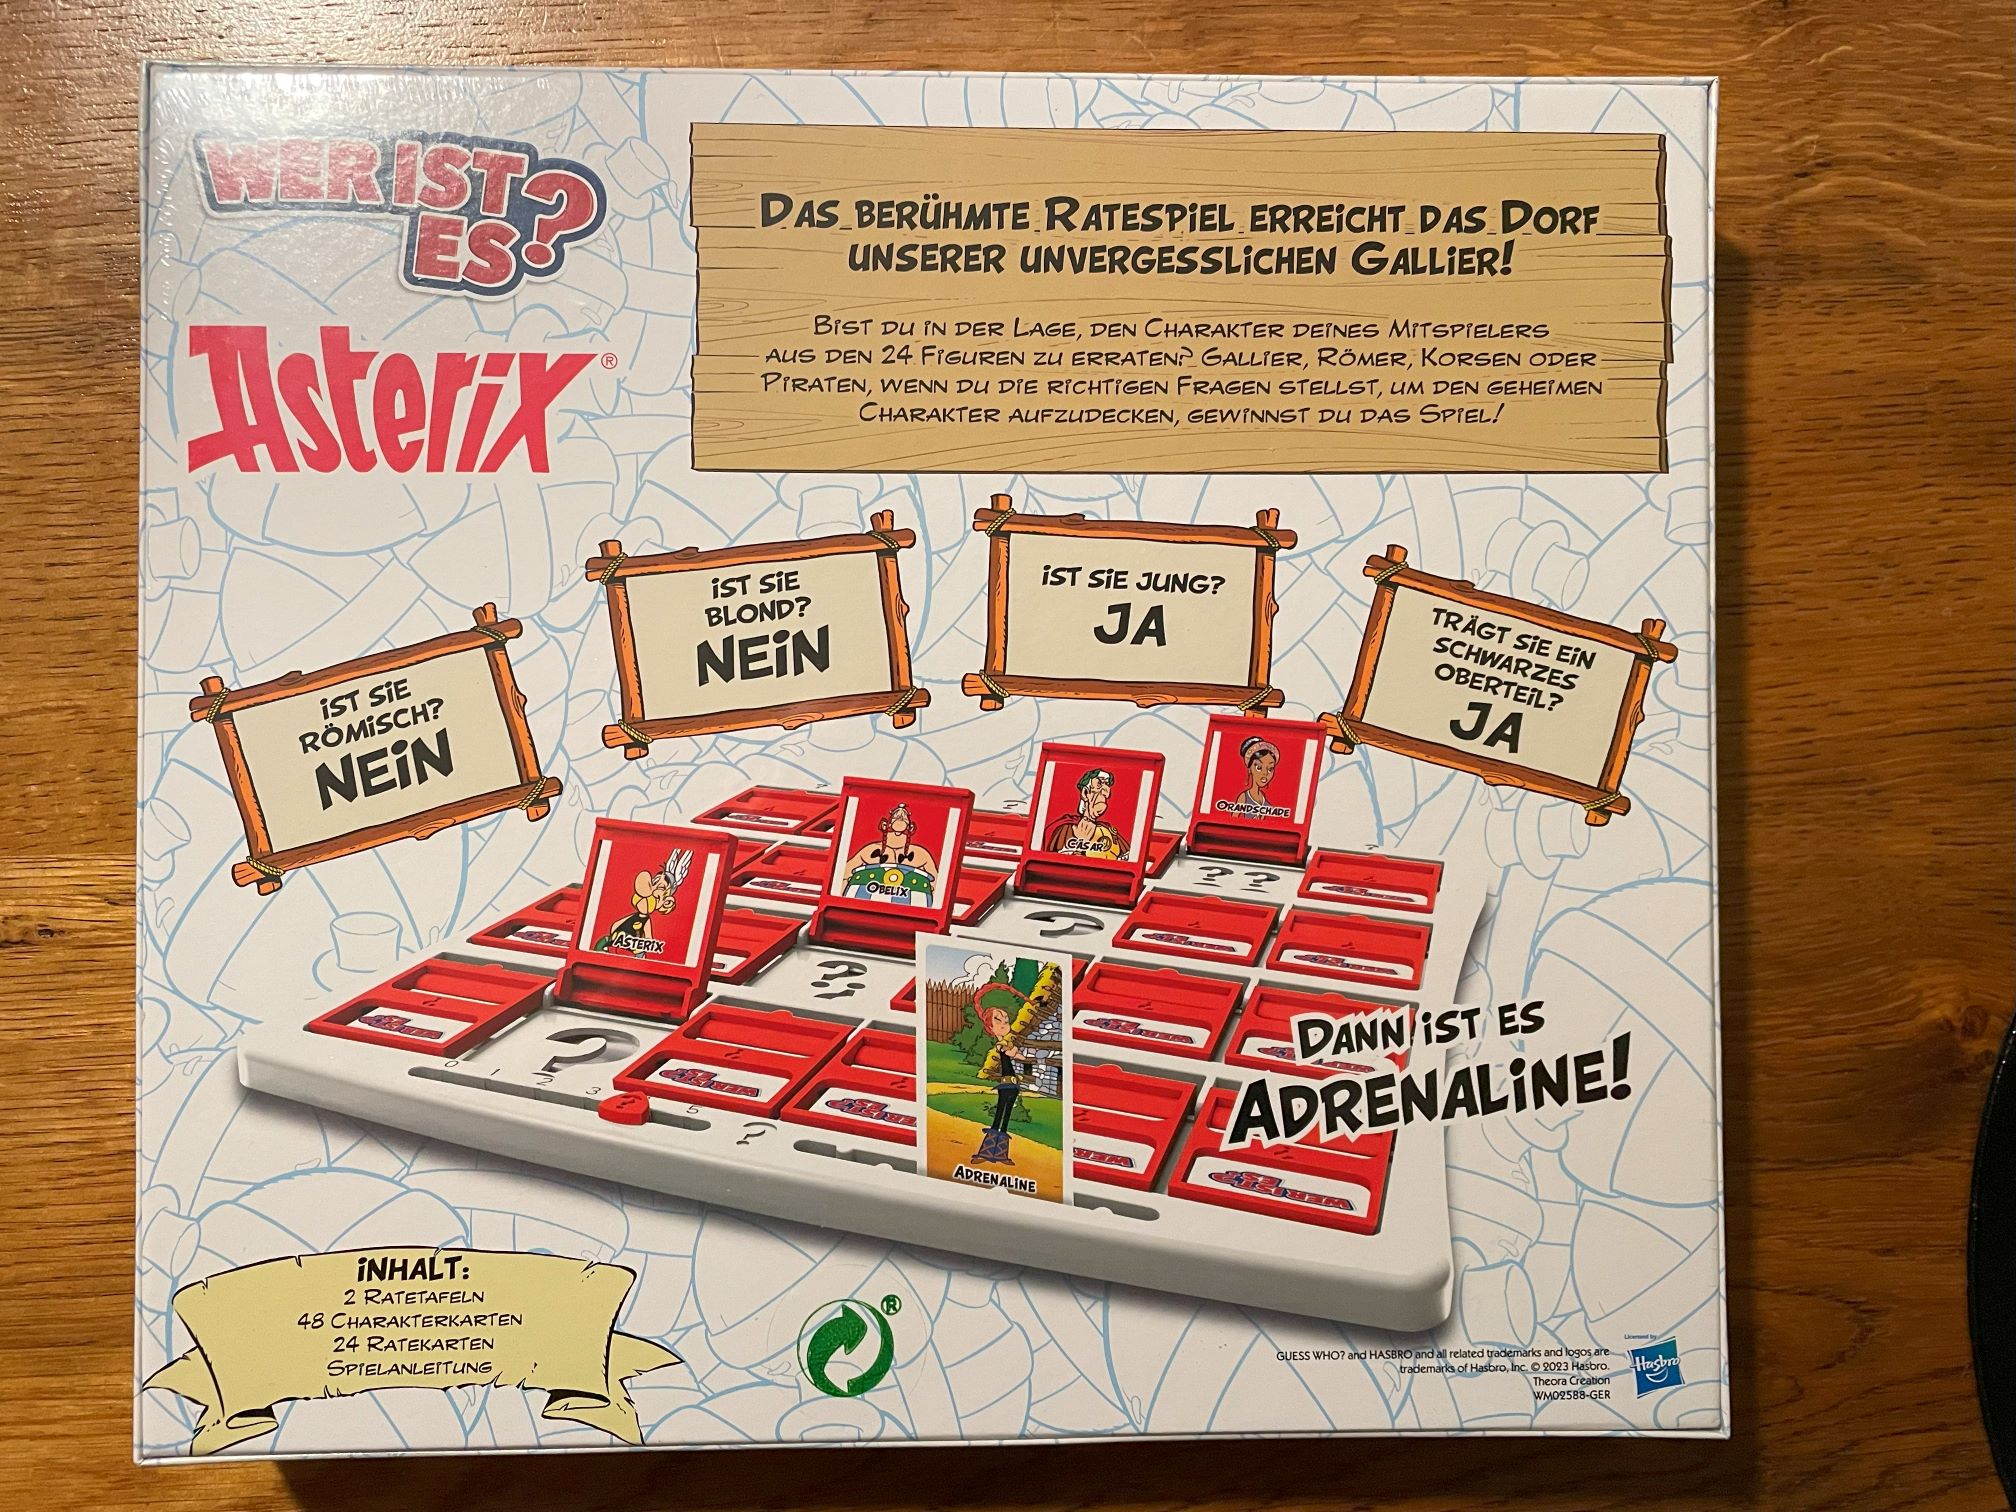 WER IST
ES?
Asterix®
DAS BERÜHMTE RATESPIEL ERREICHT DAS DORF
UNSERER UNVERGESSLICHEN GALLIER!
BIST DU IN DER LAGE, DEN CHARAKTER DEINES MITSPIELERS
AUS DEN 24 FIGUREN ZU ERRATEN? GALLIER, RÖMER, KORSEN ODER
PIRATEN, WENN DU DIE RICHTIGEN FRAGEN STELLST, UM DEN GEHEIMEN
CHARAKTER AUFZUDECKEN, GEWINNST DU DAS SPIEL!
IST SIE
RÖMISCH?
NEIN
IST SIE
BLOND?
NEIN
IST SIE JUNG?
JA
TRÄGT SIE EIN
SCHWARZES
OBERTEIL?
JA
ORANDSCHADE
CÄSAR
OBELIX
ASTERIX
0 1 2 3 5
ADRENALINE
DANN IST ES
ADRENALINE!
INHALT:
2 RATETAFELN
48 CHARAKTERKARTEN
24 RATEKARTEN
SPIELANLEITUNG
®
GUESS WHO? and HASBRO and all related trademarks and logos are
trademarks of Hasbro, Inc. © 2023 Hasbro.
Theora Creation
WM02588-GER
Licensed by
Hasbro